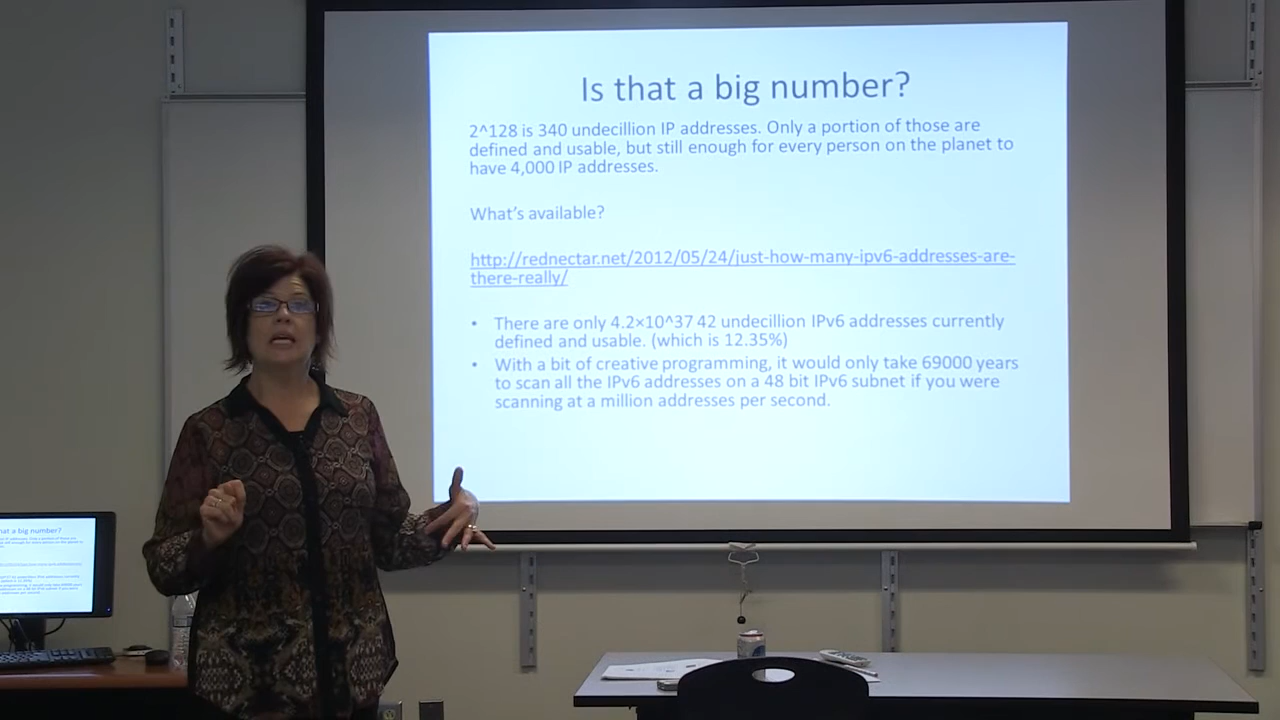 Is that a big number?
2^128 is 340 undecillion IP addresses. Only a portion of those are
defined and usable, but still enough for every person on the planet to
have 4,000 IP addresses.
What's available?
http://rednectar.net/2012/05/24/just-how-many-ipv6-addresses-are-
there-really/
• There are only 4.2×10^37 42 undecillion IPv6 addresses currently
defined and usable. (which is 12.35%)
• With a bit of creative programming, it would only take 69000 years
to scan all the IPv6 addresses on a 48 bit IPv6 subnet if you were
scanning at a million addresses per second.
hat a big number?